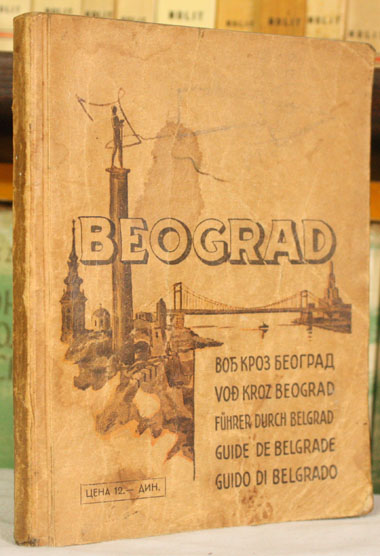 BEOGRAD
ВОЂ КРОЗ БЕОГРАД
VOĐ KROZ BEOGRAD
FÜHRER DURCH BELGRAD
GUIDE DE BELGRADE
GUIDO DI BELGRADO
ЦЕНА 12.— ДИН.